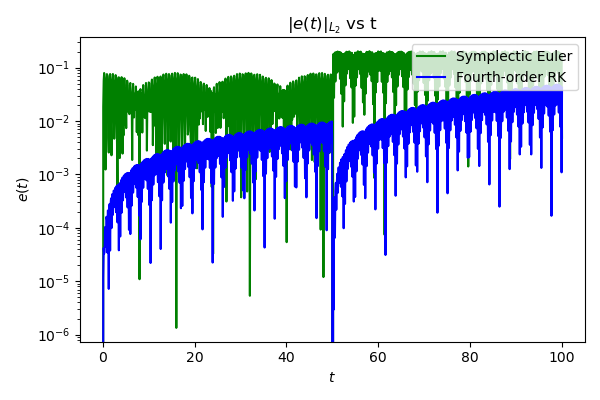 |e(t)|L₂ vs t
Symplectic Euler
Fourth-order RK
e(t)
10⁻¹
10⁻²
10⁻³
10⁻⁴
10⁻⁵
10⁻⁶
0 20 40 60 80 100
t